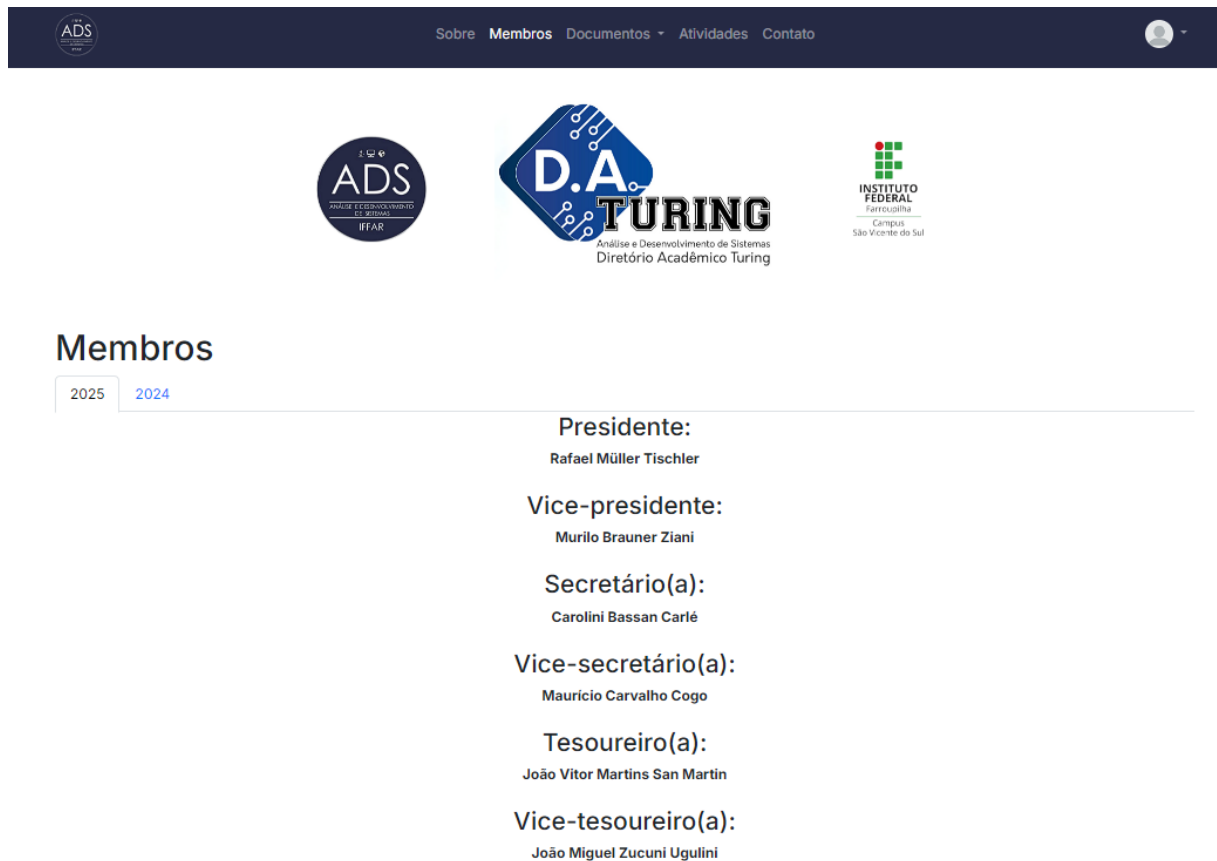 ADS
Sobre Membros Documentos Atividades Contato
ADS
ANÁLISE E DESENVOLVIMENTO
DE SISTEMAS
IFFAR
D.A.
TURING
Análise e Desenvolvimento de Sistemas
Diretório Acadêmico Turing
INSTITUTO
FEDERAL
Farroupilha
Campus
São Vicente do Sul
Membros
2025 2024
Presidente:
Rafael Müller Tischler
Vice-presidente:
Murilo Brauner Ziani
Secretário(a):
Carolini Bassan Carlé
Vice-secretário(a):
Maurício Carvalho Cogo
Tesoureiro(a):
João Vitor Martins San Martin
Vice-tesoureiro(a):
João Miguel Zucuni Ugulini